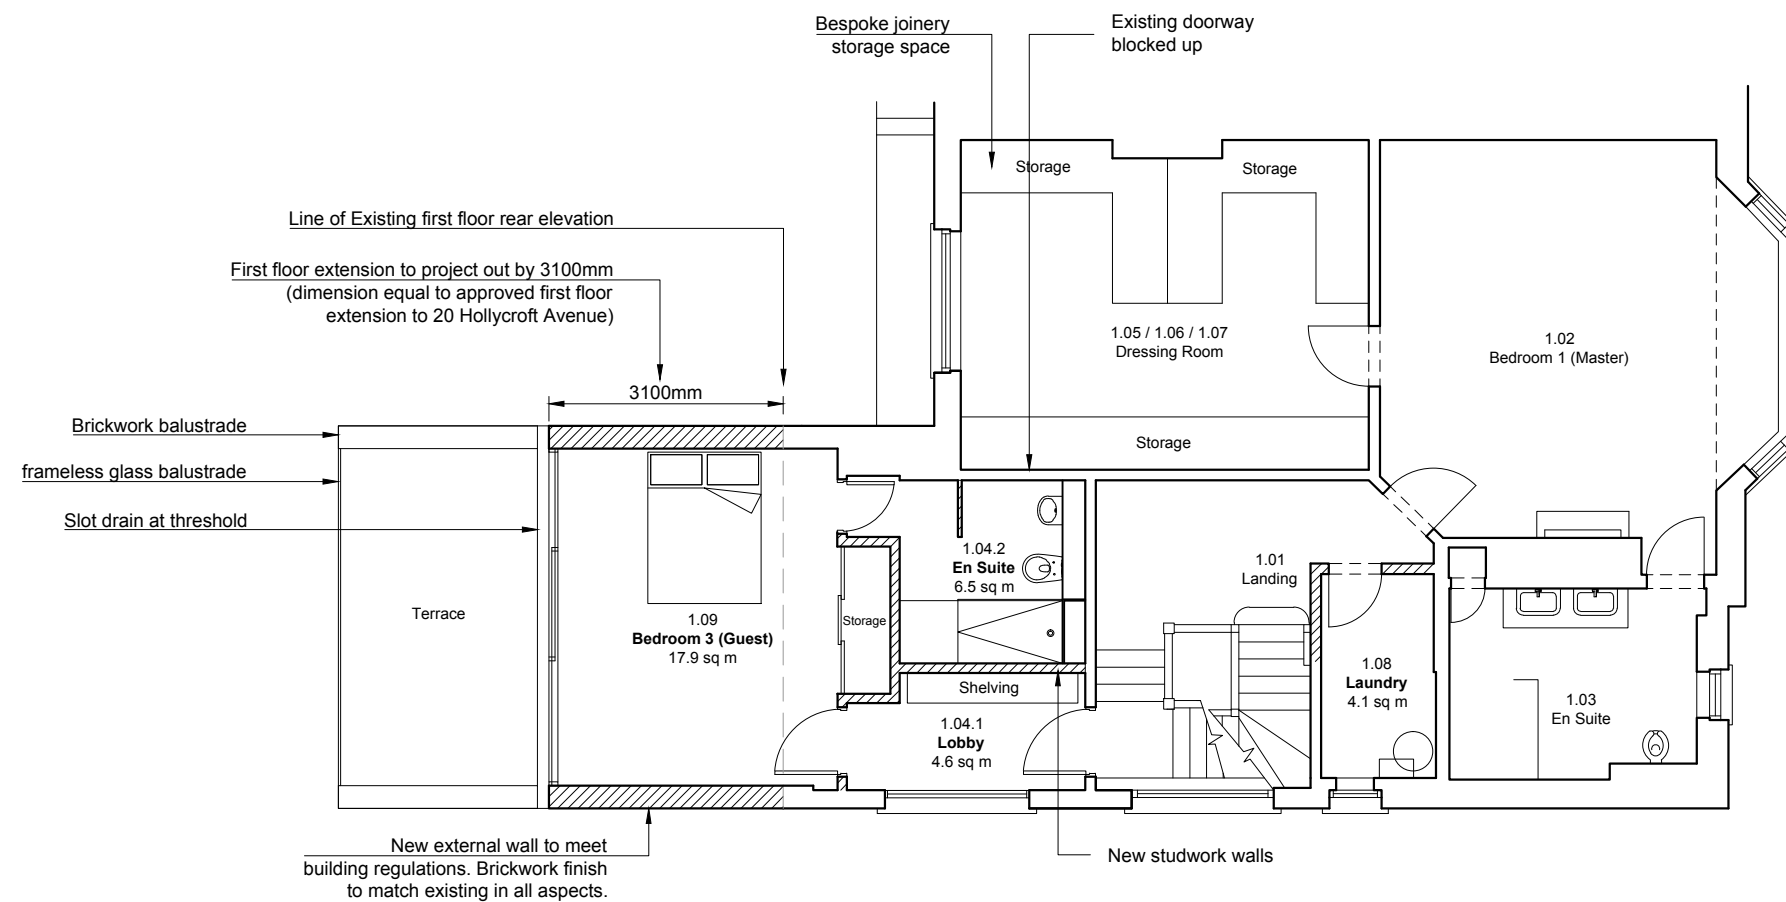 Bespoke joinery
storage space
Existing doorway
blocked up
Storage
Storage
Line of Existing first floor rear elevation
First floor extension to project out by 3100mm
(dimension equal to approved first floor
extension to 20 Hollycroft Avenue)
1.05 / 1.06 / 1.07
Dressing Room
1.02
Bedroom 1 (Master)
3100mm
Brickwork balustrade
Storage
frameless glass balustrade
Slot drain at threshold
1.04.2
En Suite
6.5 sq m
1.01
Landing
Terrace
1.09
Bedroom 3 (Guest)
17.9 sq m
Storage
1.08
Laundry
4.1 sq m
Shelving
1.03
En Suite
1.04.1
Lobby
4.6 sq m
New external wall to meet
building regulations. Brickwork finish
to match existing in all aspects.
New studwork walls